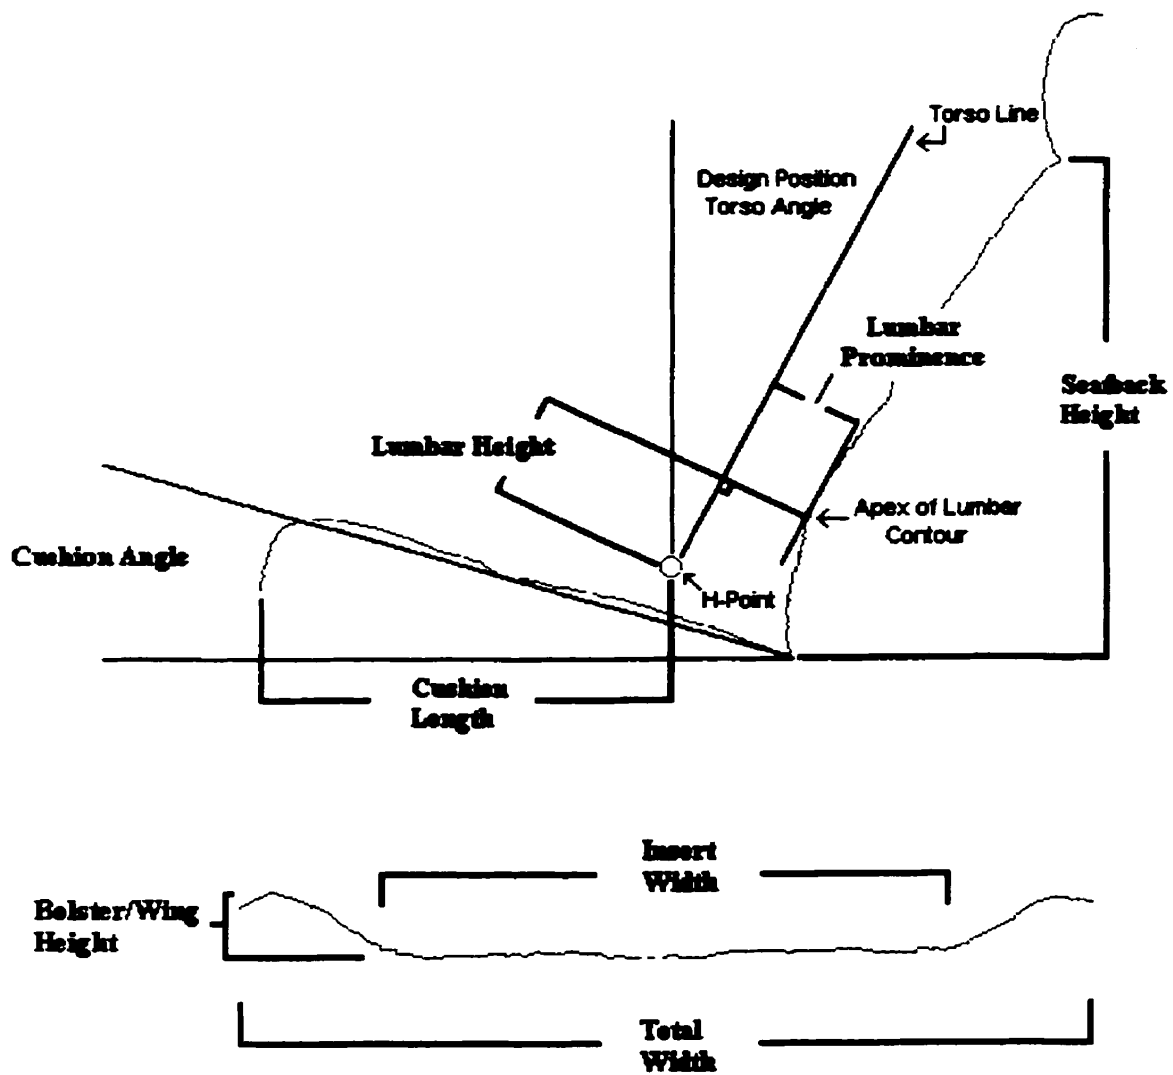 Torso Line
Design Position
Torso Angle
Lumbar
Prominence
Seatback
Height
Lumbar Height
Apex of Lumbar
Contour
Cushion Angle
H-Point
Cushion
Length
Insert
Width
Bolster/Wing
Height
Total
Width